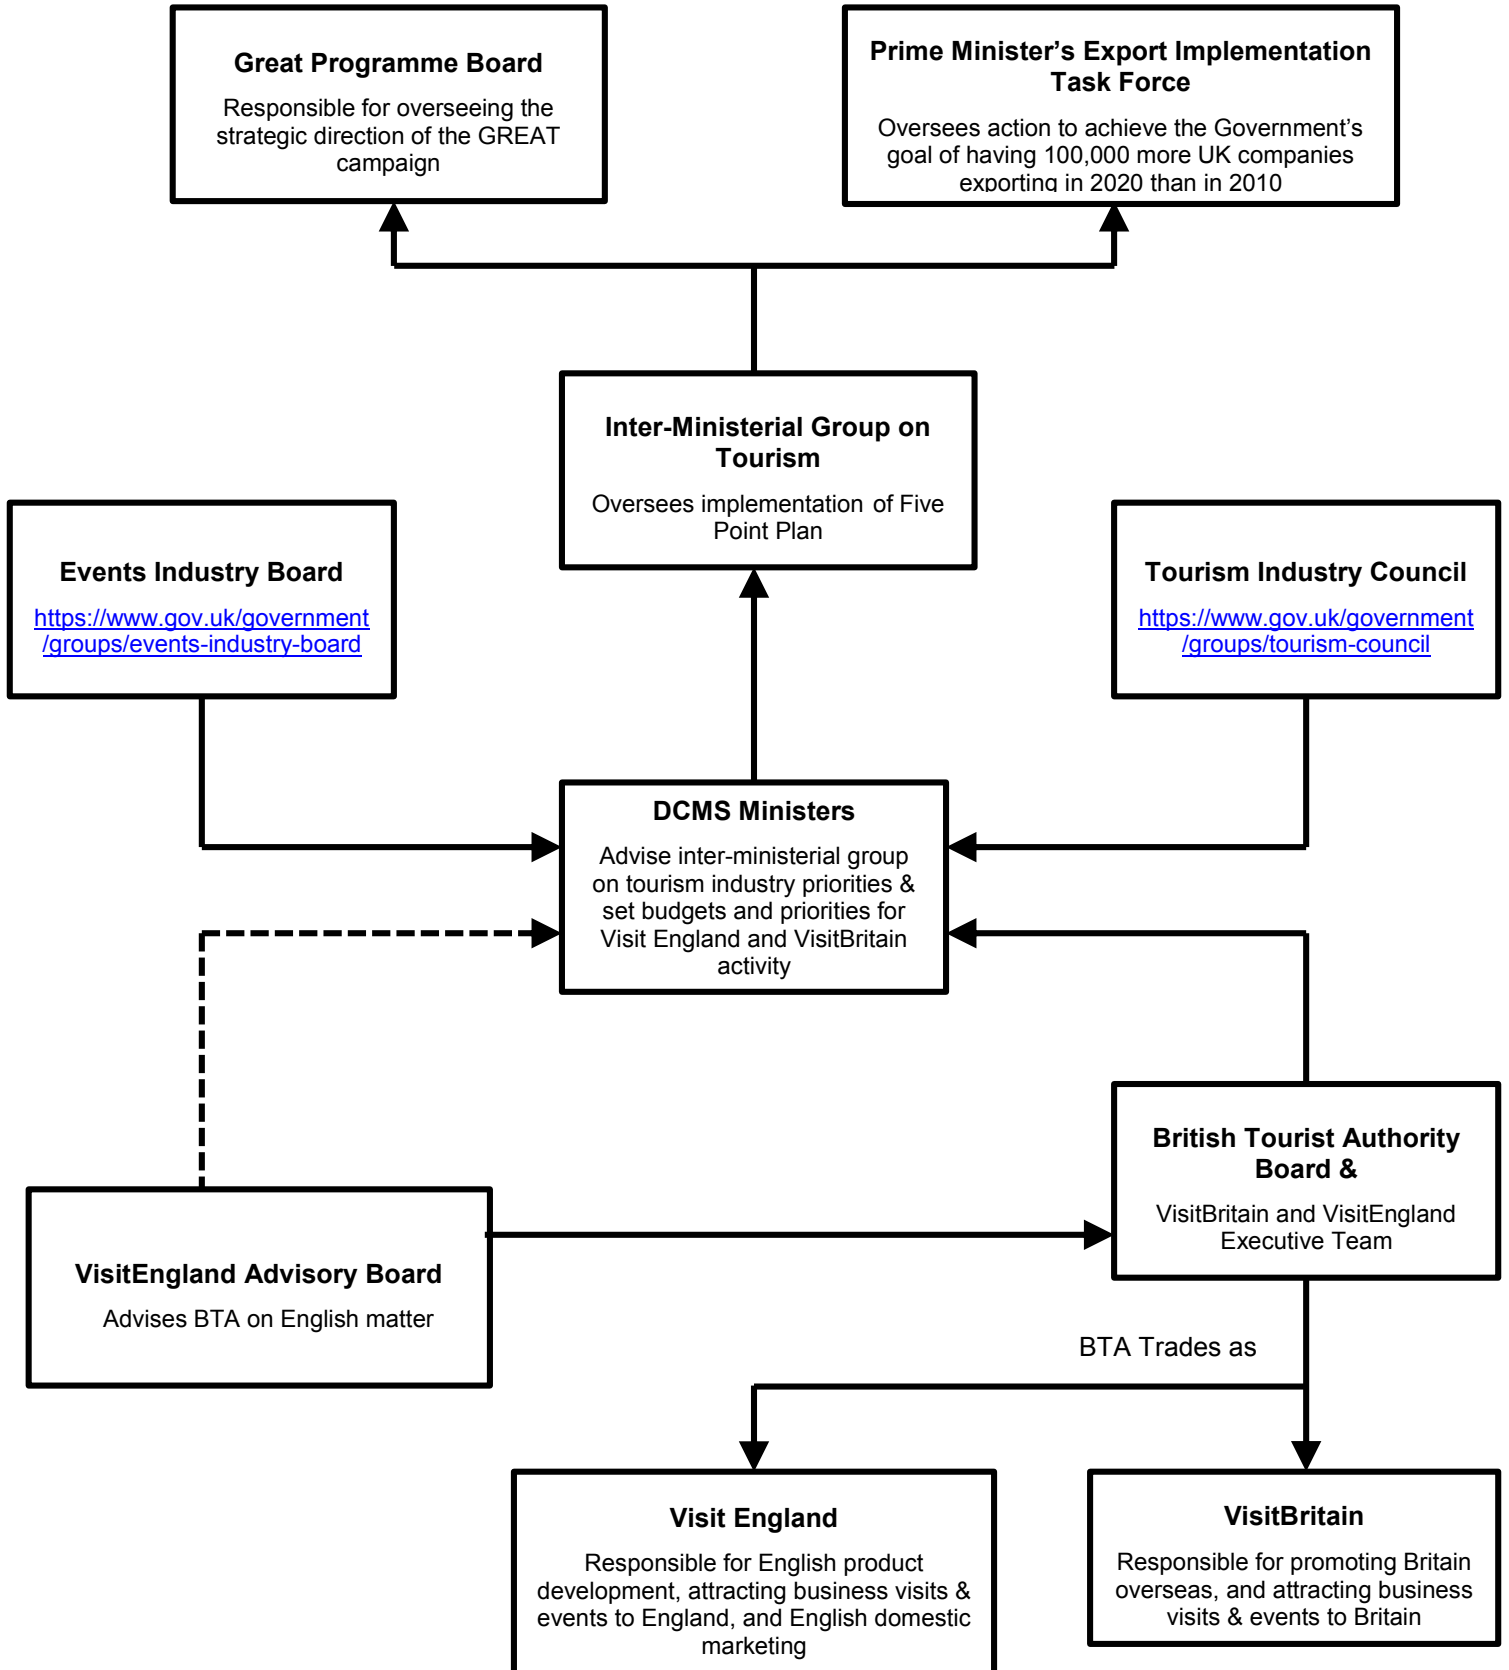 Great Programme Board
Responsible for overseeing the
strategic direction of the GREAT
campaign
Prime Minister’s Export Implementation
Task Force
Oversees action to achieve the Government’s
goal of having 100,000 more UK companies
exporting in 2020 than in 2010
Inter-Ministerial Group on
Tourism
Oversees implementation of Five
Point Plan
Events Industry Board
https://www.gov.uk/government
/groups/events-industry-board
Tourism Industry Council
https://www.gov.uk/government
/groups/tourism-council
DCMS Ministers
Advise inter-ministerial group
on tourism industry priorities &
set budgets and priorities for
Visit England and VisitBritain
activity
British Tourist Authority
Board &
VisitBritain and VisitEngland
Executive Team
VisitEngland Advisory Board
Advises BTA on English matter
BTA Trades as
Visit England
Responsible for English product
development, attracting business visits &
events to England, and English domestic
marketing
VisitBritain
Responsible for promoting Britain
overseas, and attracting business
visits & events to Britain